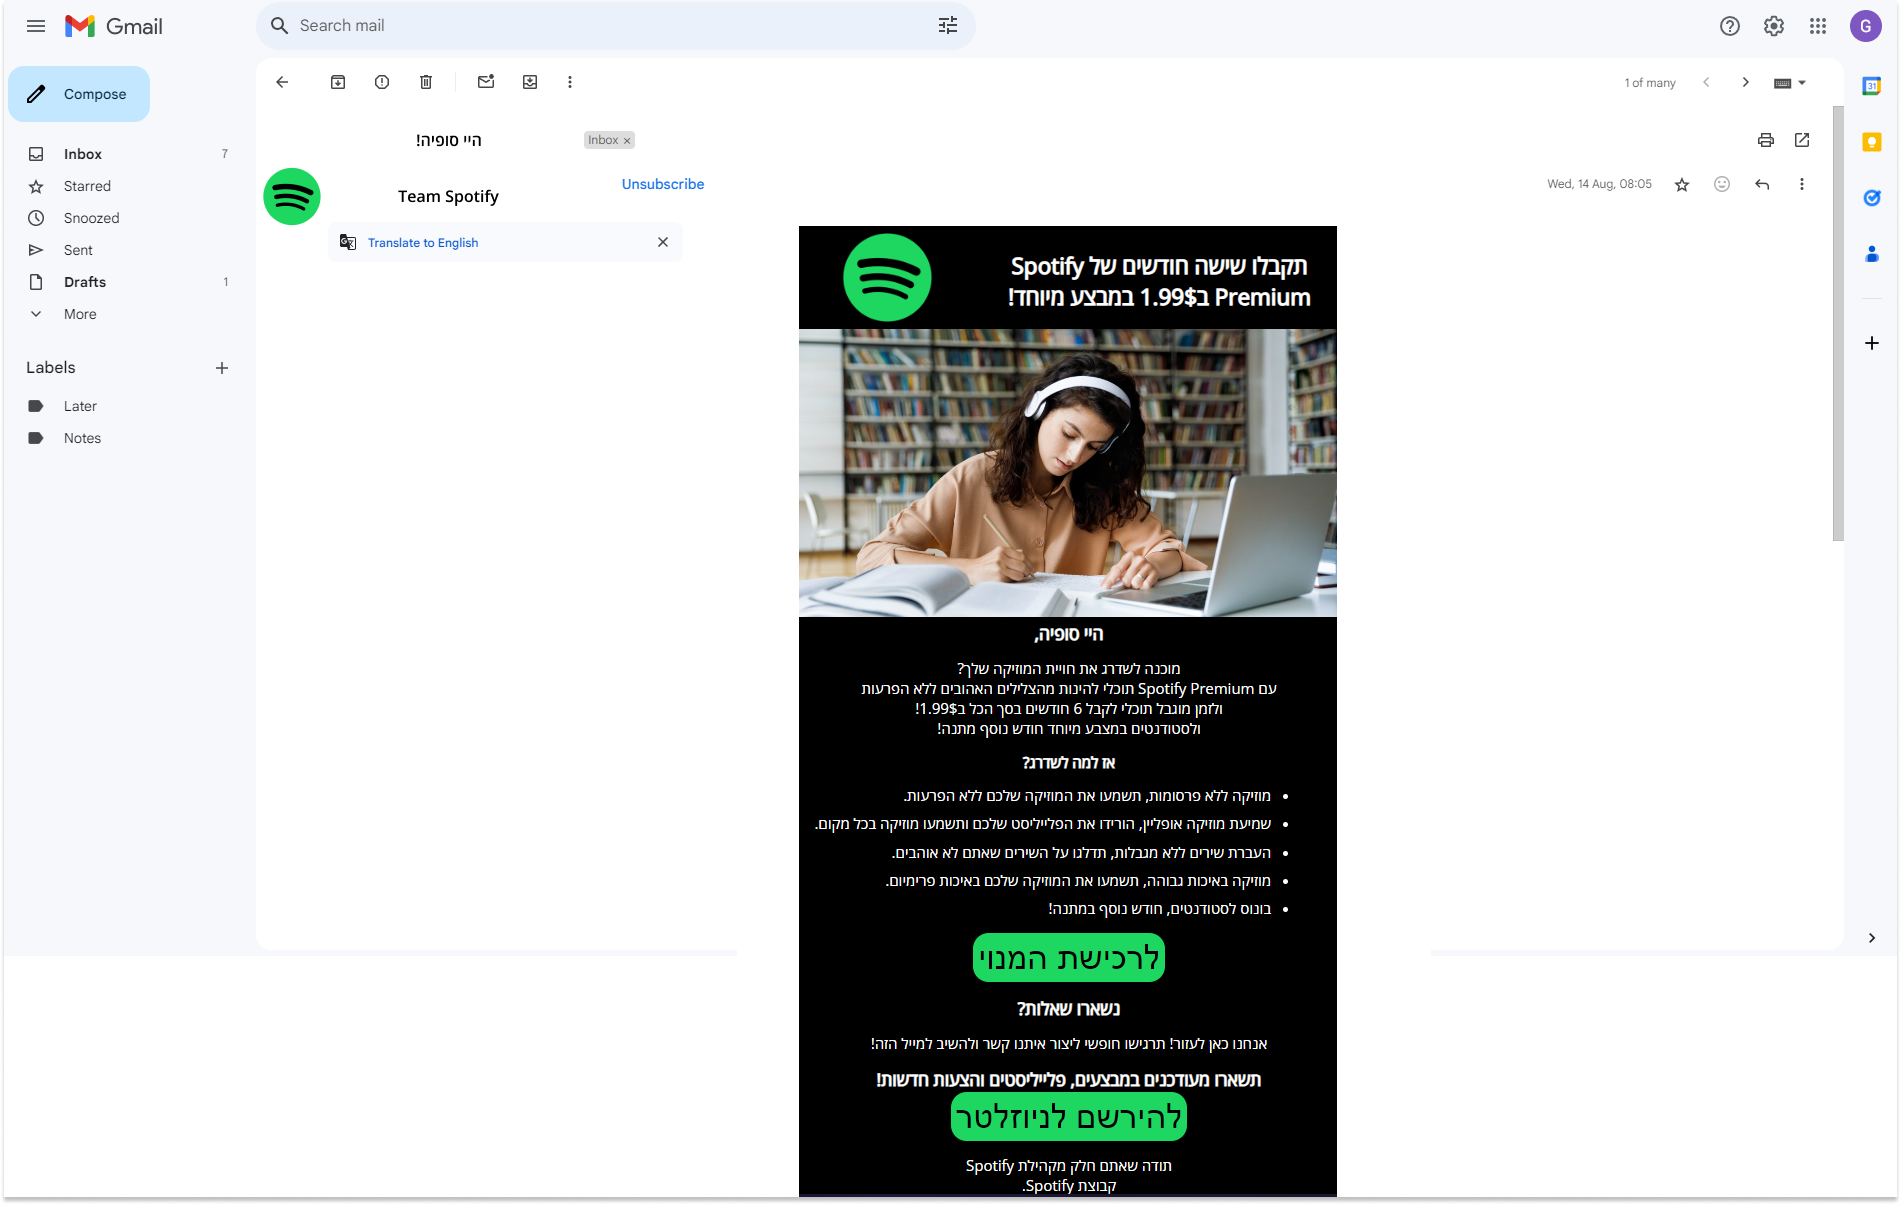 Gmail
Search mail
G
Compose
Inbox 7
Starred
Snoozed
Sent
Drafts 1
More
Labels
Later
Notes
1 of many
היי סופיה!
Inbox ×
Team Spotify
Unsubscribe
Wed, 14 Aug, 08:05
Translate to English
31
תקבלו שישה חודשים של Spotify
Premium ב1.99$ במבצע מיוחד!
היי סופיה,
מוכנה לשדרג את חויית המוזיקה שלך?
עם Spotify Premium תוכלי להינות מהצלילים האהובים ללא הפרעות
ולזמן מוגבל תוכלי לקבל 6 חודשים בסך הכל ב1.99$!
ולסטודנטים במצבע מיוחד חודש נוסף מתנה!
אז למה לשדרג?
• מוזיקה ללא פרסומות, תשמעו את המוזיקה שלכם ללא הפרעות.
• שמיעת מוזיקה אופליין, הורידו את הפלייליסט שלכם ותשמעו מוזיקה בכל מקום.
• העברת שירים ללא מגבלות, תדלגו על השירים שאתם לא אוהבים.
• מוזיקה באיכות גבוהה, תשמעו את המוזיקה שלכם באיכות פרימיום.
• בונוס לסטודנטים, חודש נוסף במתנה!
לרכישת המנוי
נשארו שאלות?
אנחנו כאן לעזור! תרגישו חופשי ליצור איתנו קשר ולהשיב למייל הזה!
תשארו מעודכנים במבצעים, פלייליסטים והצעות חדשות!
להירשם לניוזלטר
תודה שאתם חלק מקהילת Spotify
קבוצת Spotify.